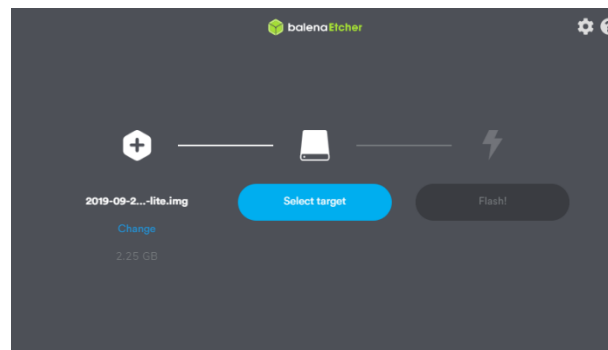 balenaEtcher
2019-09-2...-lite.img
Select target
Flash!
Change
2.25 GB